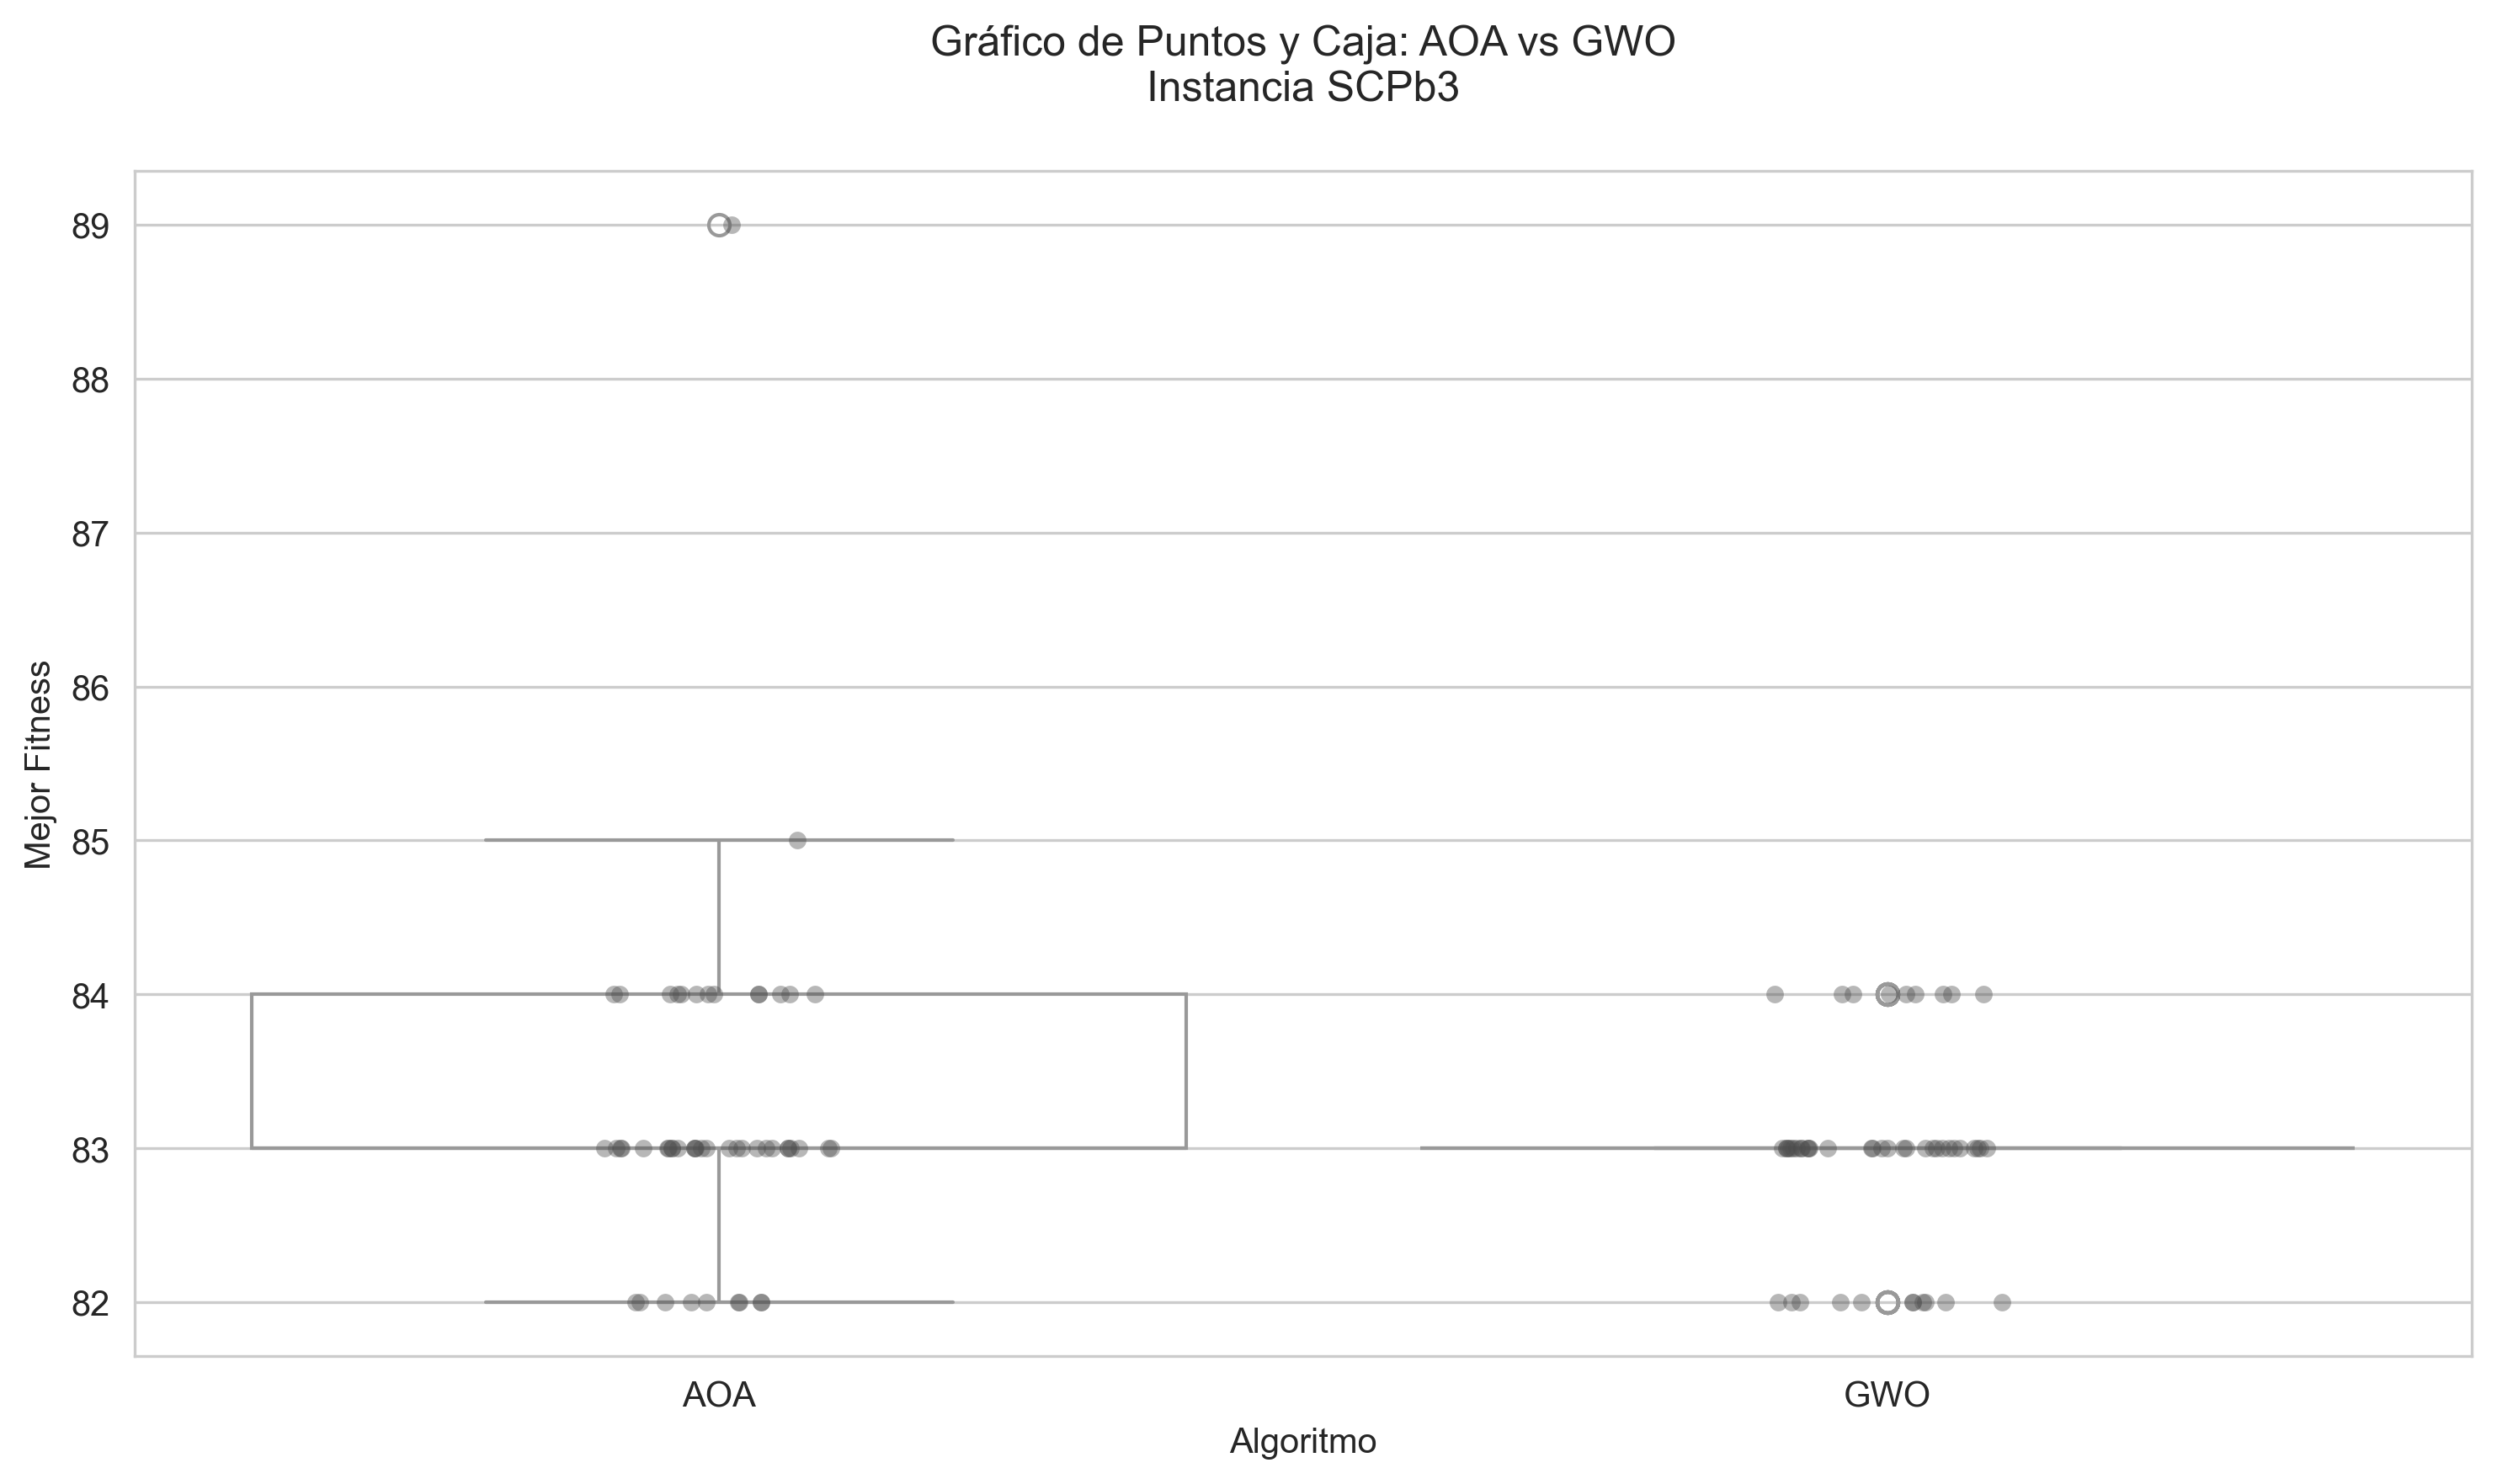 Gráfico de Puntos y Caja: AOA vs GWO
Instancia SCPb3
Mejor Fitness
89
88
87
86
85
84
83
82
AOA
GWO
Algoritmo